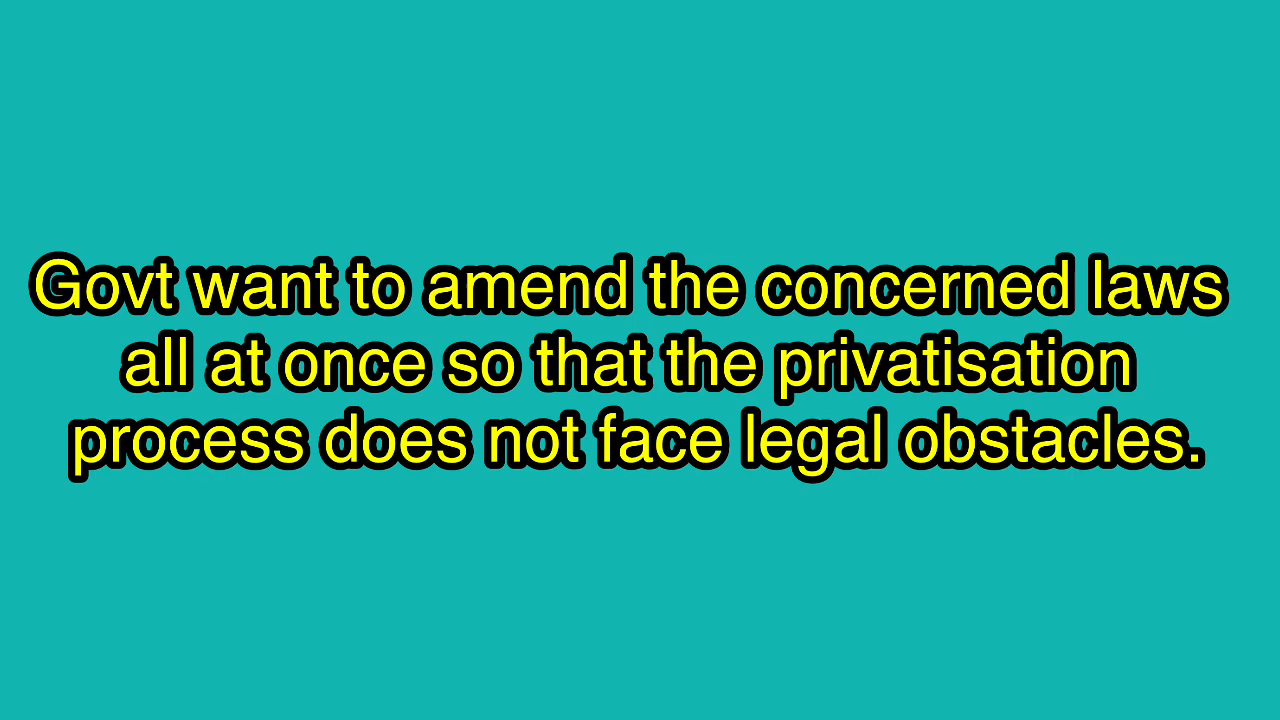 Govt want to amend the concerned laws
all at once so that the privatisation
process does not face legal obstacles.